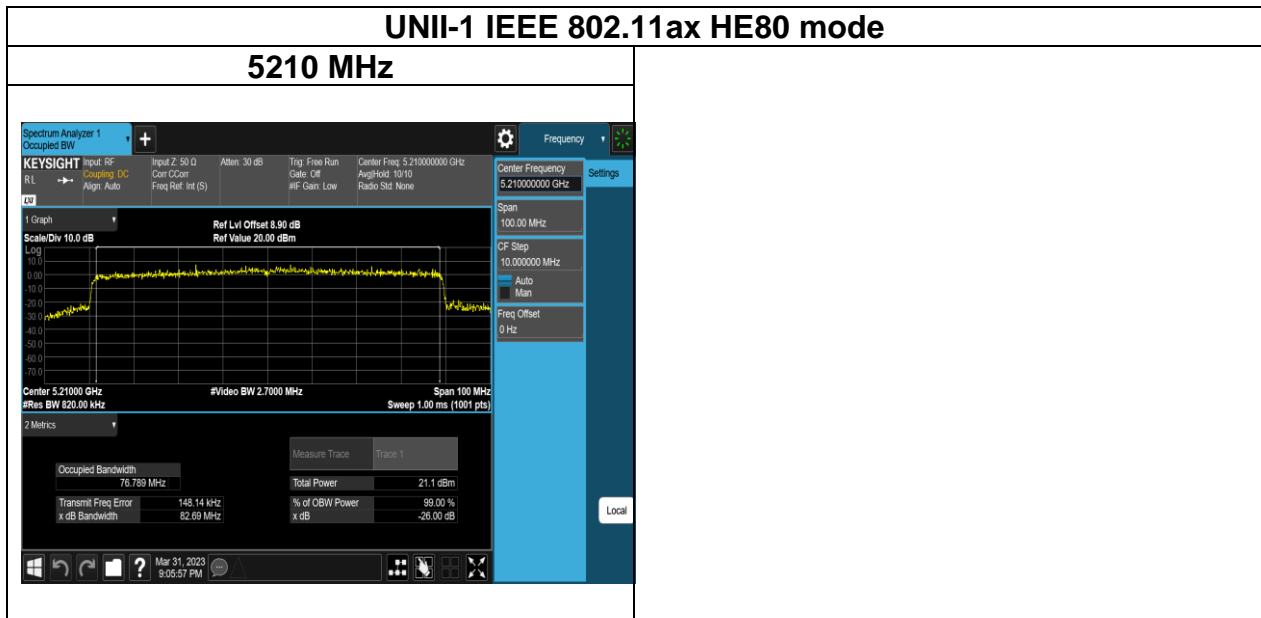 UNII-1 IEEE 802.11ax HE80 mode
5210 MHz
Spectrum Analyzer 1
Occupied BW
+
Frequency
KEYSIGHT
RL
LXI
Input: RF
Coupling: DC
Align: Auto
Input Z: 50 Ω
Corr CCorr
Freq Ref: Int (S)
Atten: 30 dB
Trig: Free Run
Gate: Off
#IF Gain: Low
Center Freq: 5.210000000 GHz
Avg|Hold: 10/10
Radio Std: None
Center Frequency
5.210000000 GHz
Settings
Span
100.00 MHz
CF Step
10.000000 MHz
Auto
Man
Freq Offset
0 Hz
Local
1 Graph
Scale/Div 10.0 dB
Ref Lvl Offset 8.90 dB
Ref Value 20.00 dBm
Log
10.0
0.00
-10.0
-20.0
-30.0
-40.0
-50.0
-60.0
-70.0
Center 5.21000 GHz
#Video BW 2.7000 MHz
Span 100 MHz
#Res BW 820.00 kHz
Sweep 1.00 ms (1001 pts)
2 Metrics
Measure Trace
Trace 1
Occupied Bandwidth
76.789 MHz
Total Power
21.1 dBm
Transmit Freq Error
148.14 kHz
% of OBW Power
99.00 %
x dB Bandwidth
82.69 MHz
x dB
-26.00 dB
?
Mar 31, 2023
9:05:57 PM